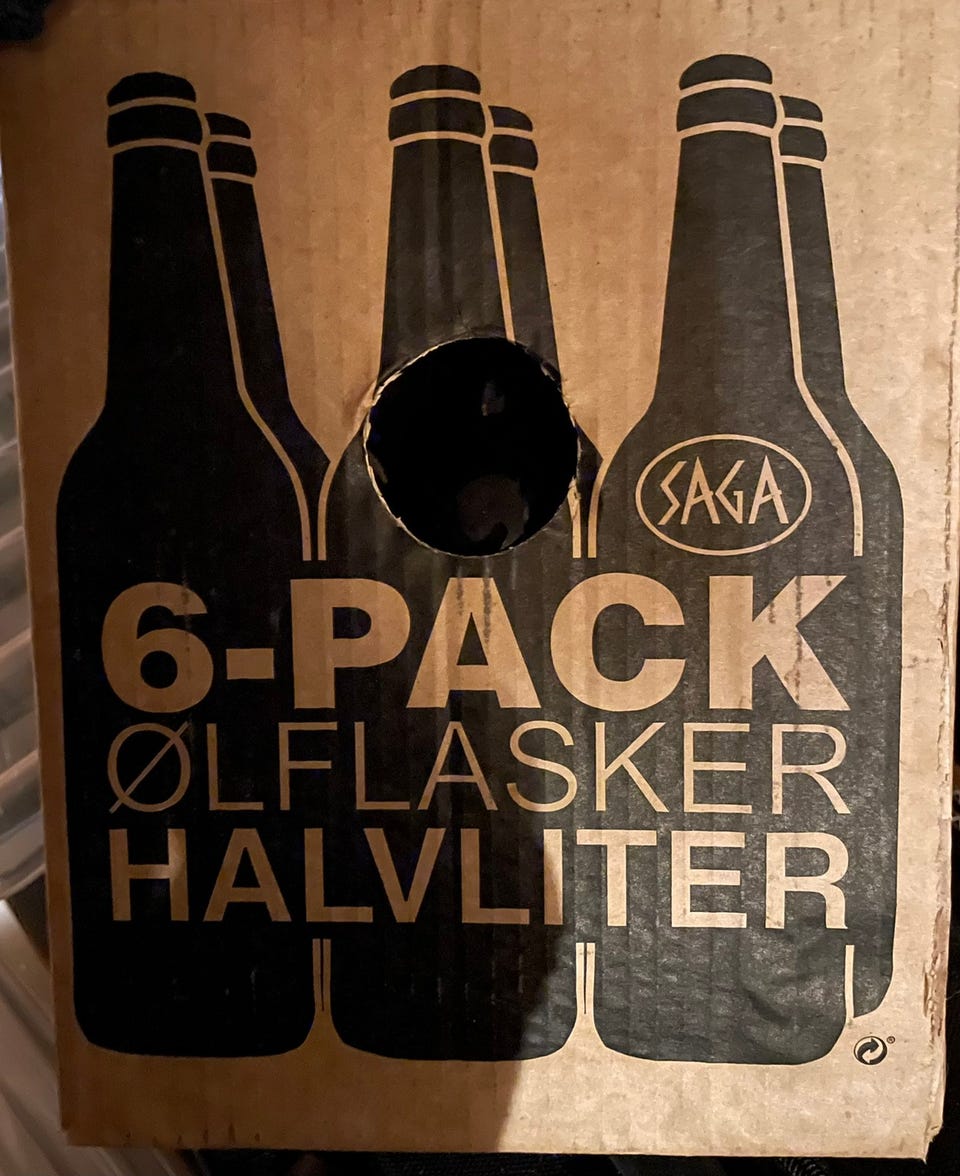 SAGA
6-PACK
ØLFLASKER
HALVLITER
®